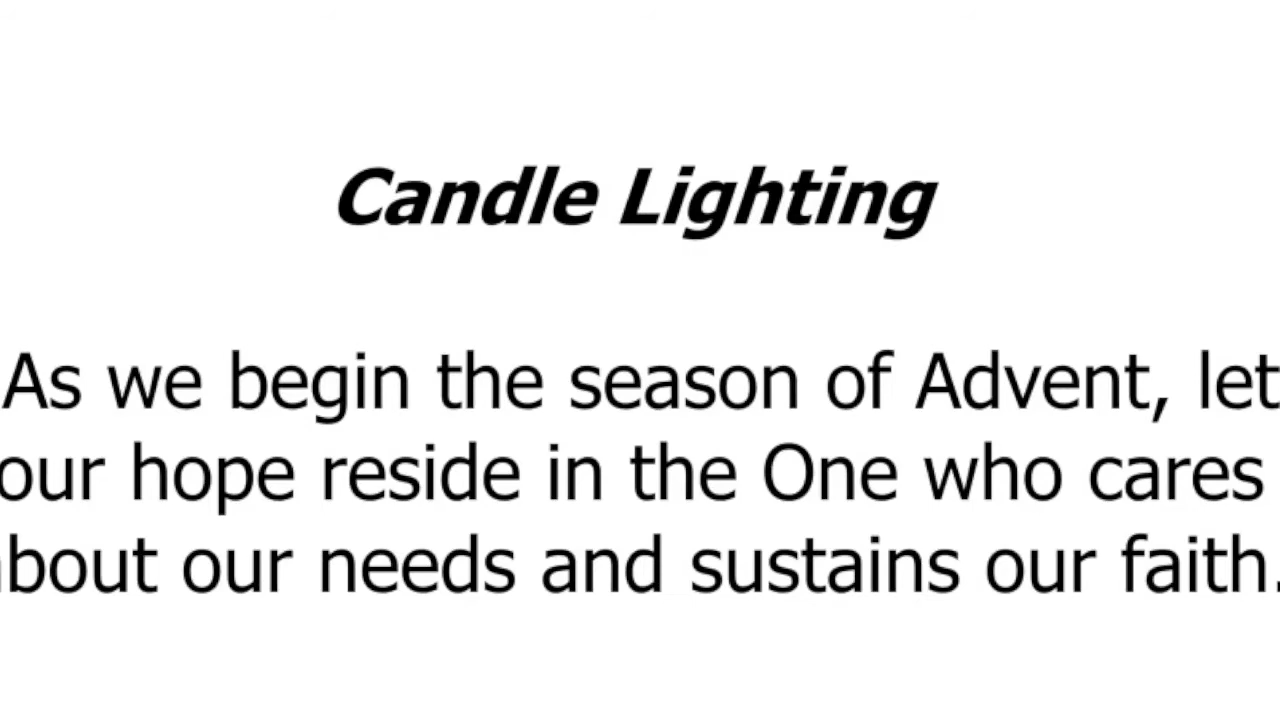 Candle Lighting
As we begin the season of Advent, let
our hope reside in the One who cares
about our needs and sustains our faith.